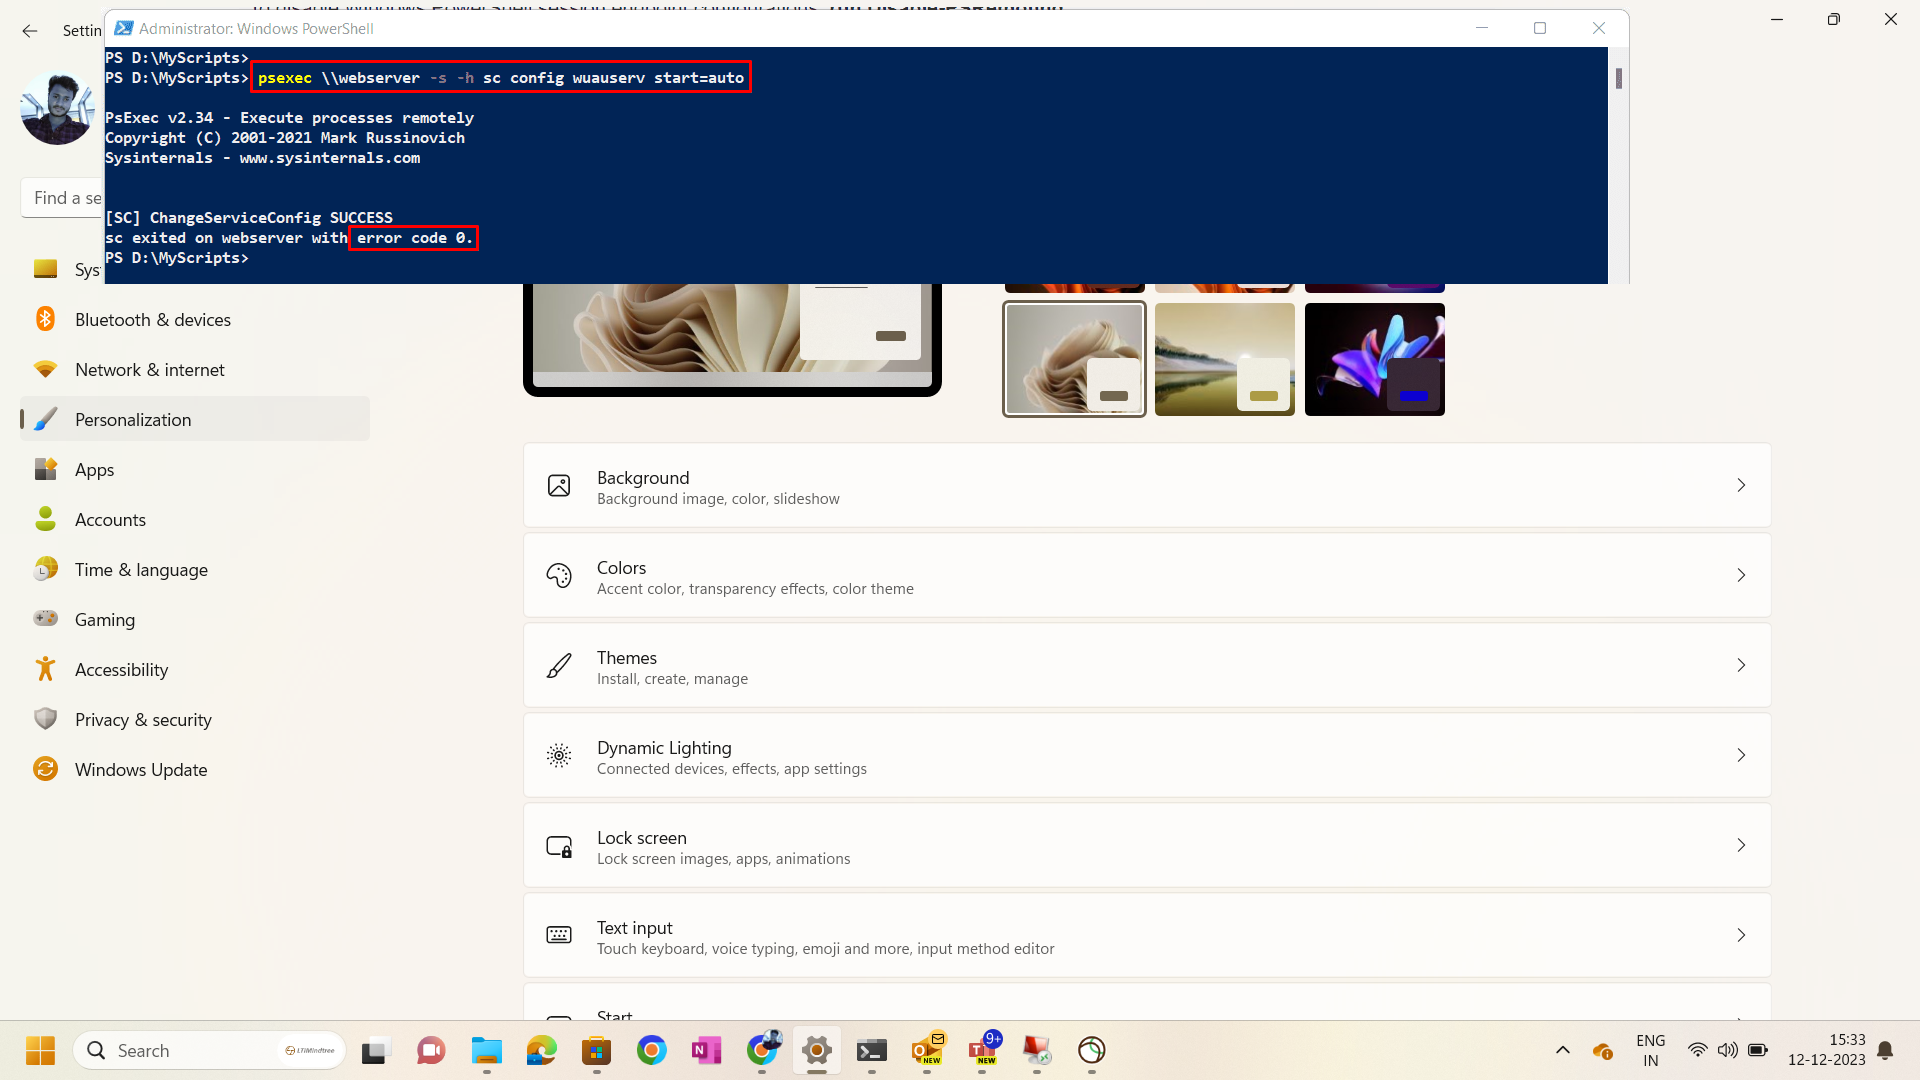 Settin
Administrator: Windows PowerShell
PS D:\MyScripts>
PS D:\MyScripts> psexec \\webserver -s -h sc config wuauserv start=auto
PsExec v2.34 - Execute processes remotely
Copyright (C) 2001-2021 Mark Russinovich
Sysinternals - www.sysinternals.com
[SC] ChangeServiceConfig SUCCESS
sc exited on webserver with error code 0.
PS D:\MyScripts>
Find a se
Sys
Bluetooth & devices
Network & internet
Personalization
Apps
Accounts
Time & language
Gaming
Accessibility
Privacy & security
Windows Update
Background
Background image, color, slideshow
Colors
Accent color, transparency effects, color theme
Themes
Install, create, manage
Dynamic Lighting
Connected devices, effects, app settings
Lock screen
Lock screen images, apps, animations
Text input
Touch keyboard, voice typing, emoji and more, input method editor
Start
Search
LTIMindtree
NEW
9+
NEW
ENG
IN
15:33
12-12-2023